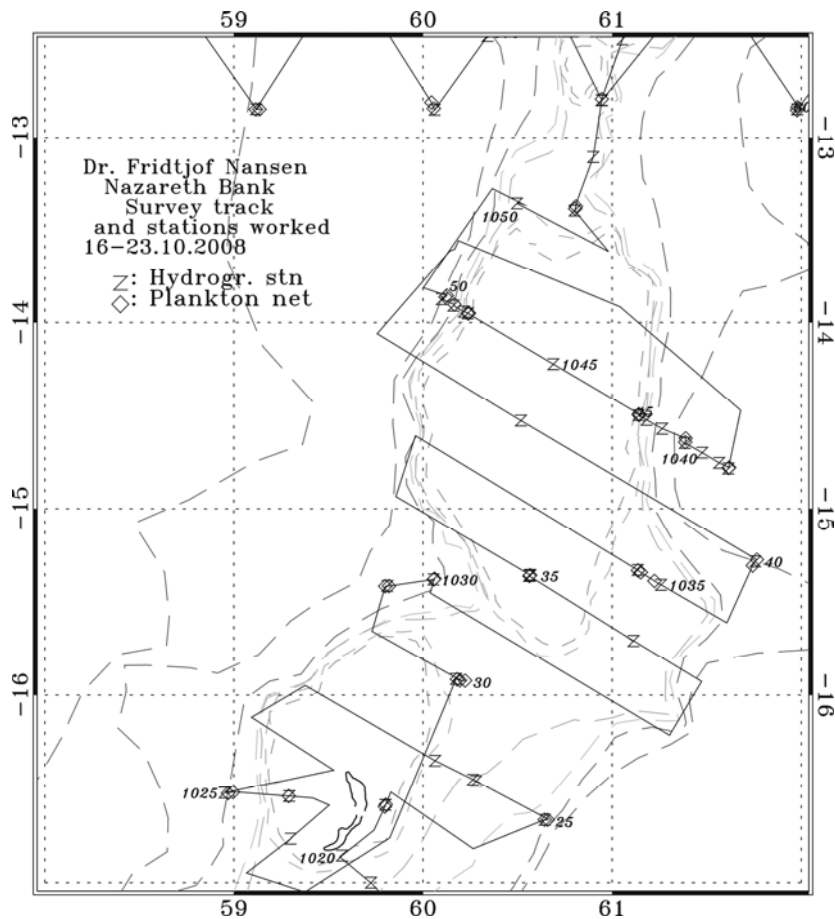 59 60 61
-13 -13
Dr. Fridtjof Nansen
Nazareth Bank
Survey track
and stations worked
16-23.10.2008
Z: Hydrogr. stn
◇: Plankton net
1050
50
-14 -14
1045
1040
-15 -15
40
1030 35 1035
30
-16 -16
1025
25
1020
59 60 61